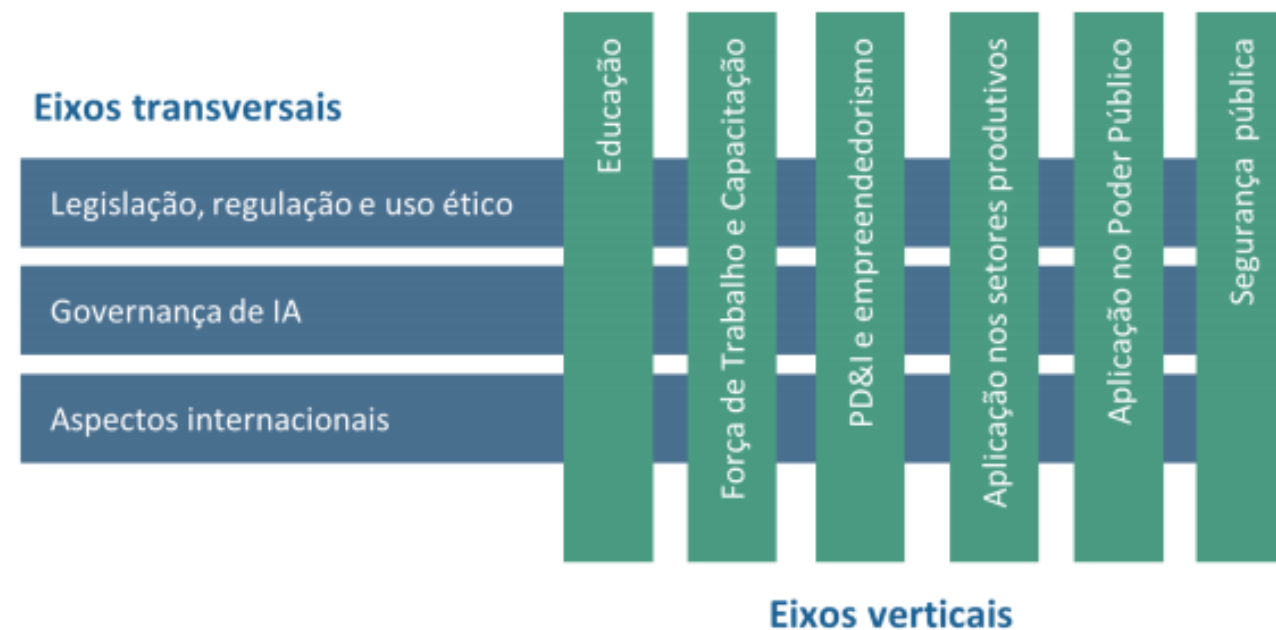 Eixos transversais
Legislação, regulação e uso ético
Governança de IA
Aspectos internacionais
Educação
Força de Trabalho e Capacitação
PD&I e empreendedorismo
Aplicação nos setores produtivos
Aplicação no Poder Público
Segurança pública
Eixos verticais